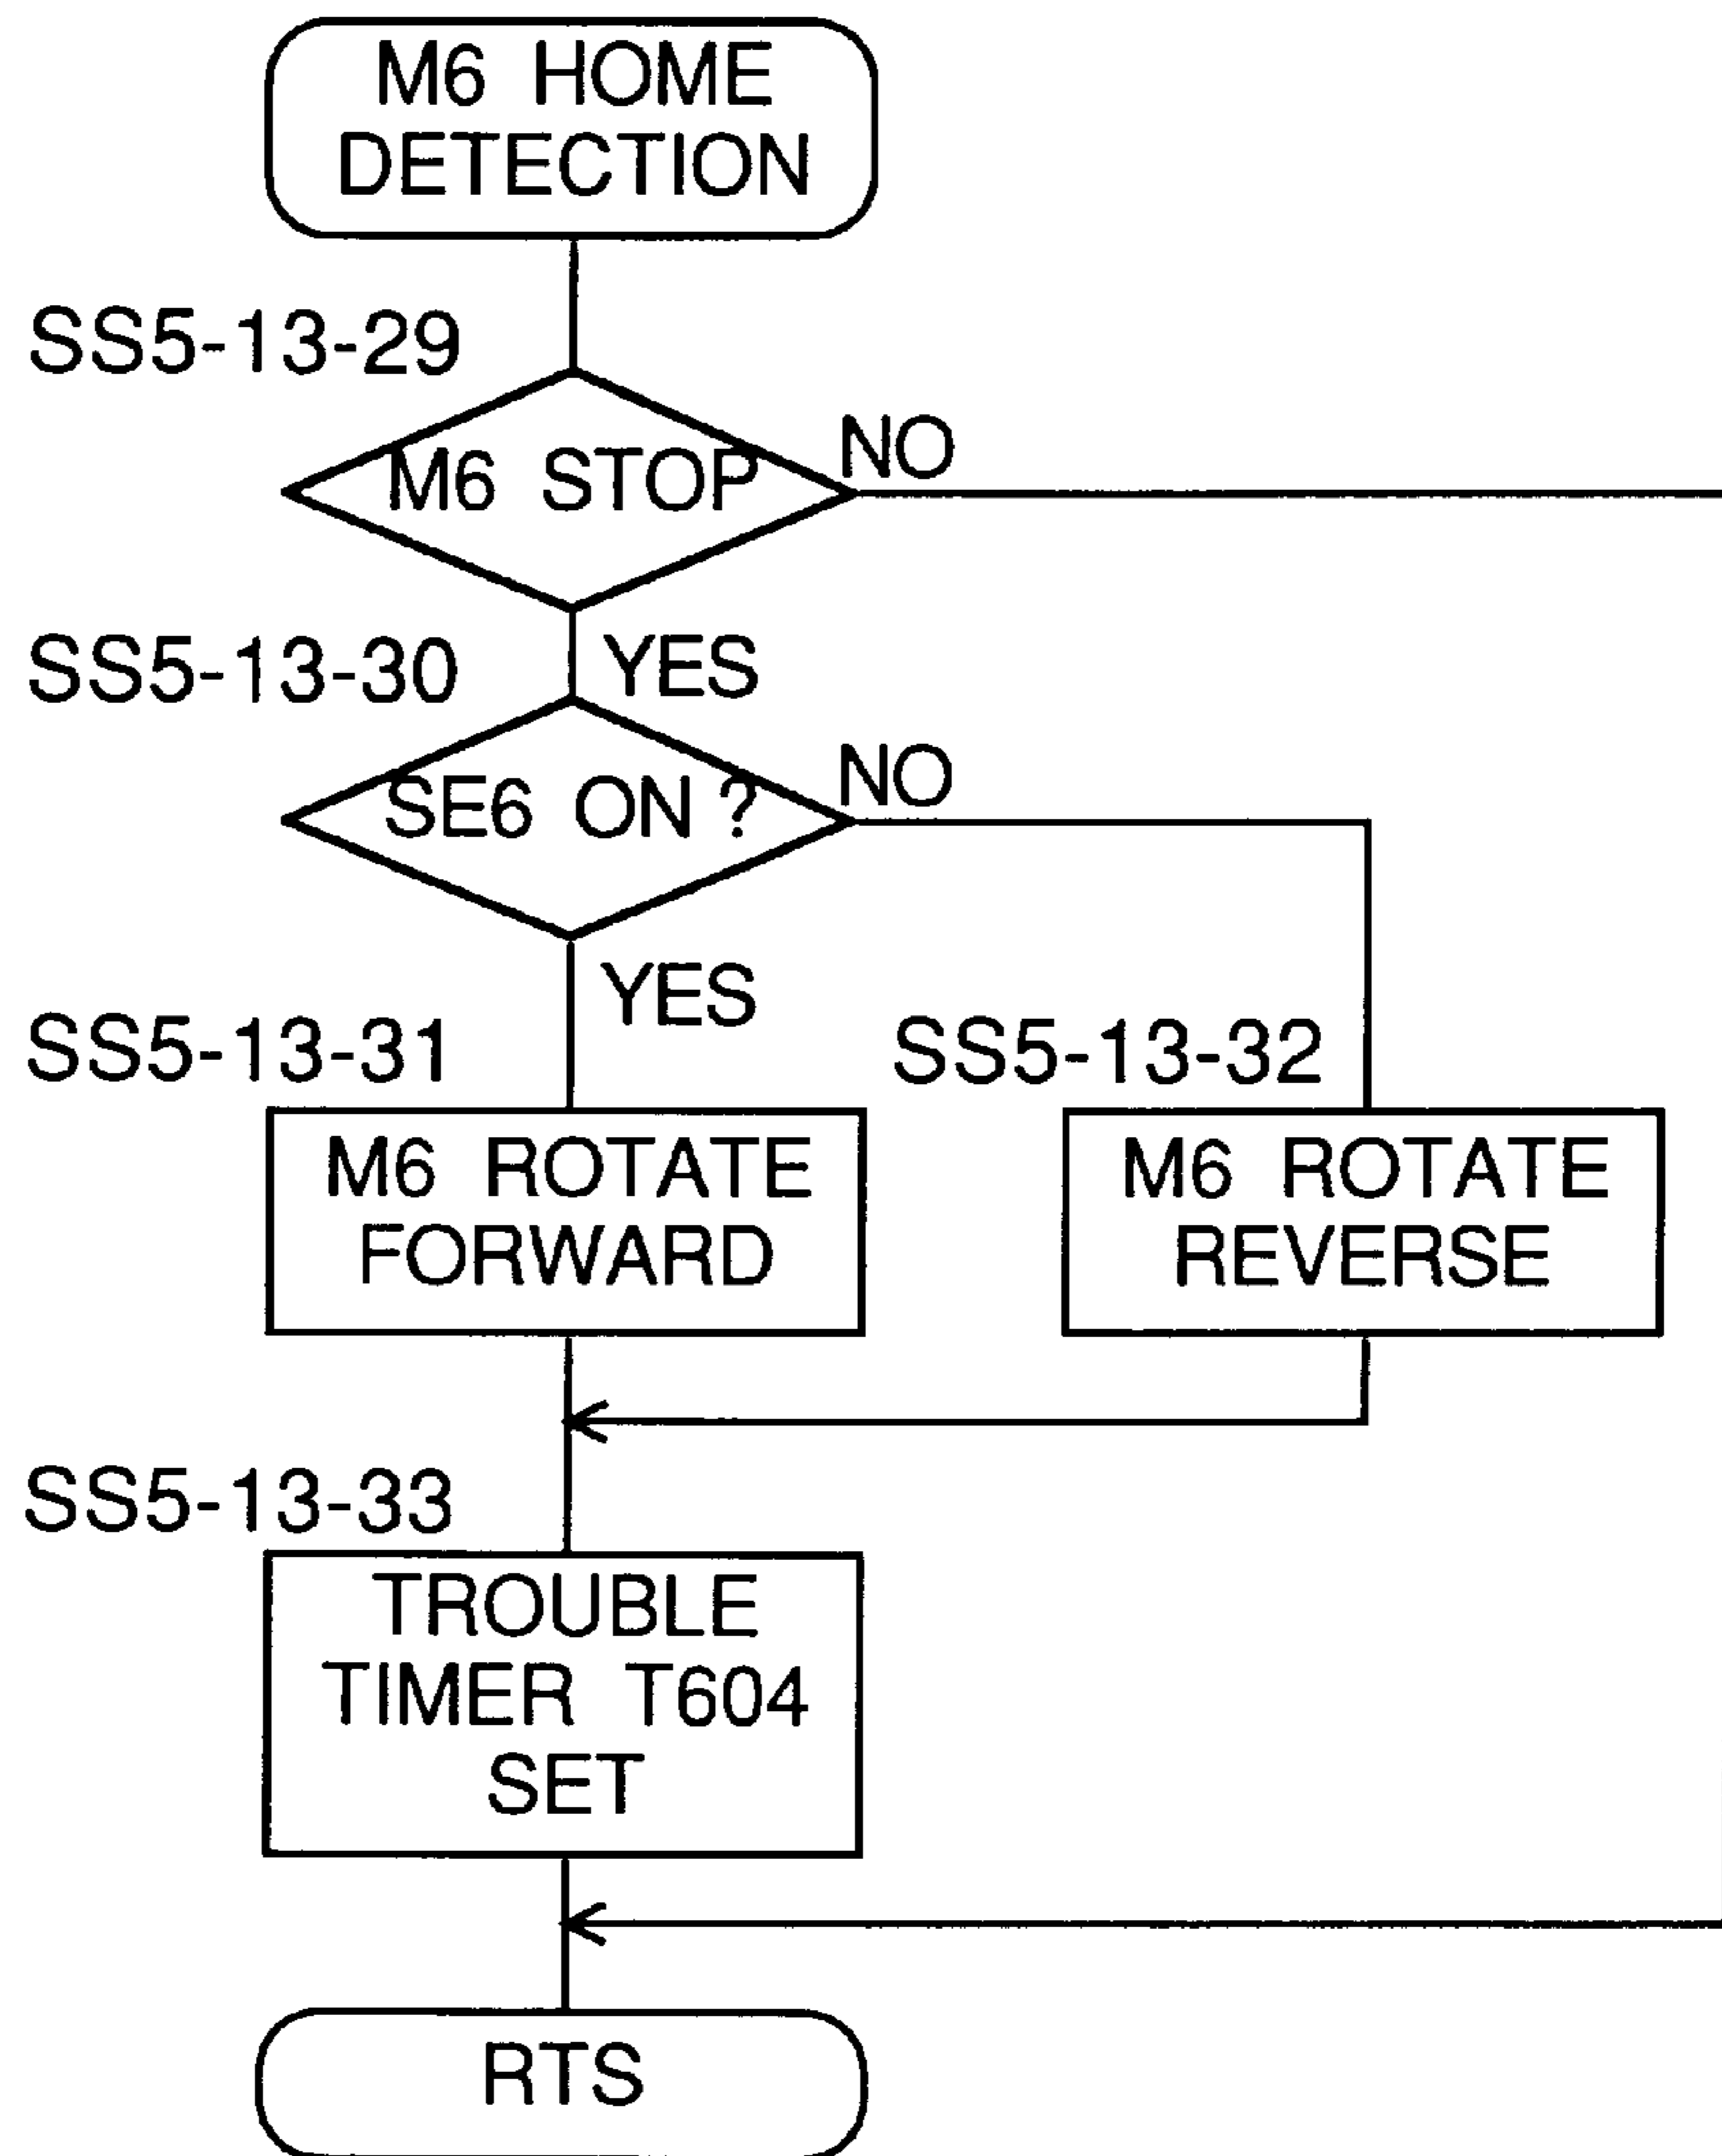 M6 HOME
DETECTION
SS5-13-29
M6 STOP
NO
SS5-13-30
YES
SE6 ON ?
NO
YES
SS5-13-31
SS5-13-32
M6 ROTATE
FORWARD
M6 ROTATE
REVERSE
SS5-13-33
TROUBLE
TIMER T604
SET
RTS